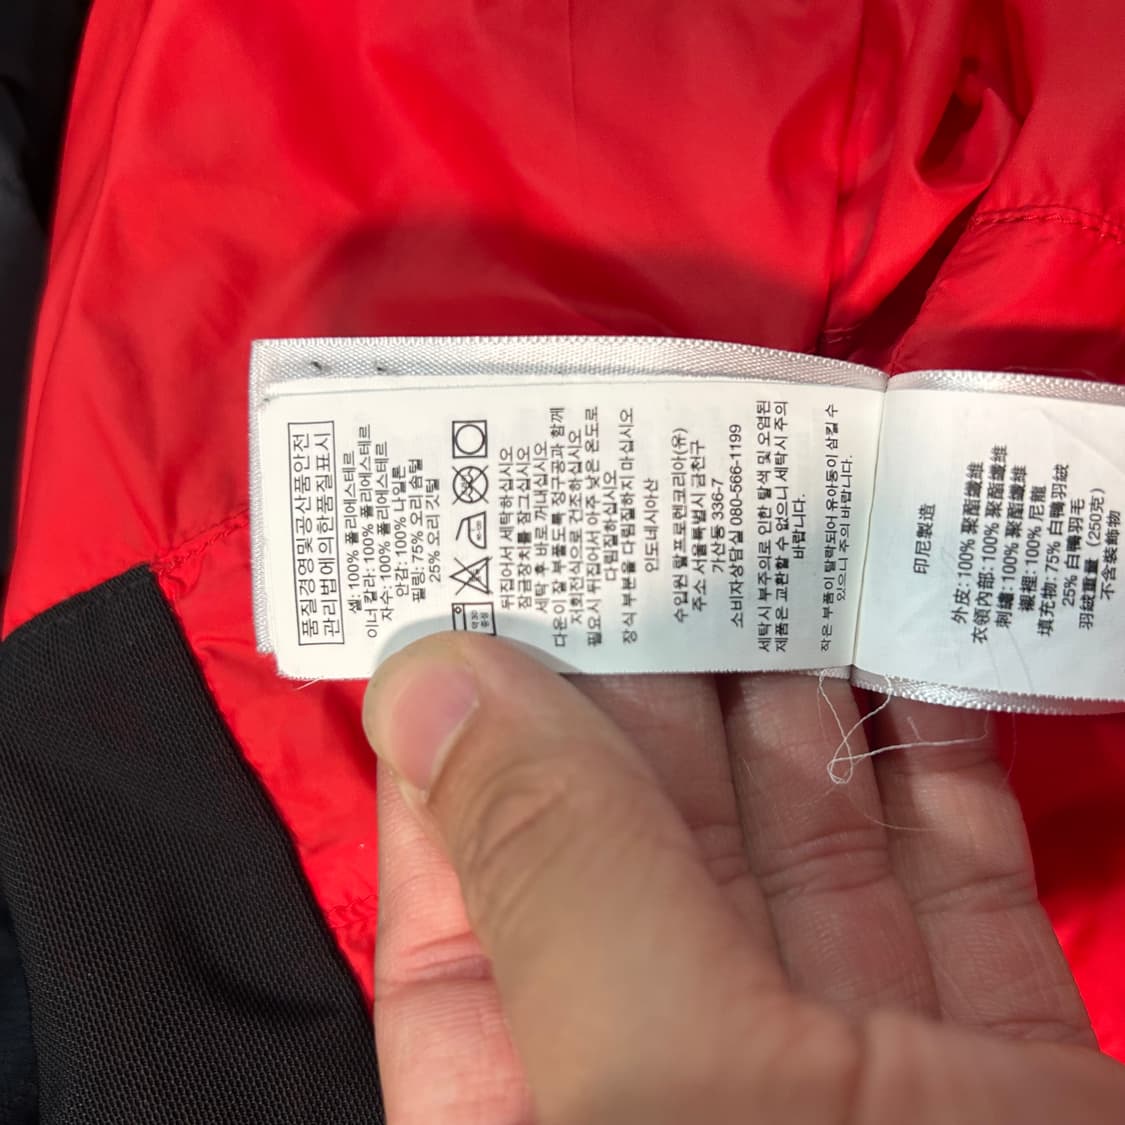 품질경영및공산품안전
관리법에의한품질표시
셸: 100% 폴리에스테르
이너 칼라: 100% 폴리에스테르
자수: 100% 폴리에스테르
안감: 100% 나일론
필링: 75% 오리 솜털
25% 오리 깃털
약 30
중성
뒤집어서 세탁하십시오
잠금장치를 잠그십시오
세탁 후 바로 꺼내십시오
다운이 잘 부풀도록 정구공과 함께
저회전식으로 건조하십시오
필요시 뒤집어서 아주 낮은 온도로
다림질하십시오
장식 부분을 다림질하지 마십시오
인도네시아산
수입원 랄프로렌코리아(유)
주소 서울특별시 금천구
가산동 336-7
소비자상담실 080-566-1199
세탁시 부주의로 인한 탈색 및 오염된
제품은 교환할 수 없으니 세탁시 주의
바랍니다.
작은 부품이 탈락되어 유아동이 삼킬 수
있으니 주의 바랍니다.
印尼製造
外皮: 100% 聚酯纖維
衣領內部: 100% 聚酯纖維
刺繡: 100% 聚酯纖維
襯裡: 100% 尼龍
填充物: 75% 白鴨羽絨
25% 白鴨羽毛
羽絨重量 (250克)
不含裝飾物